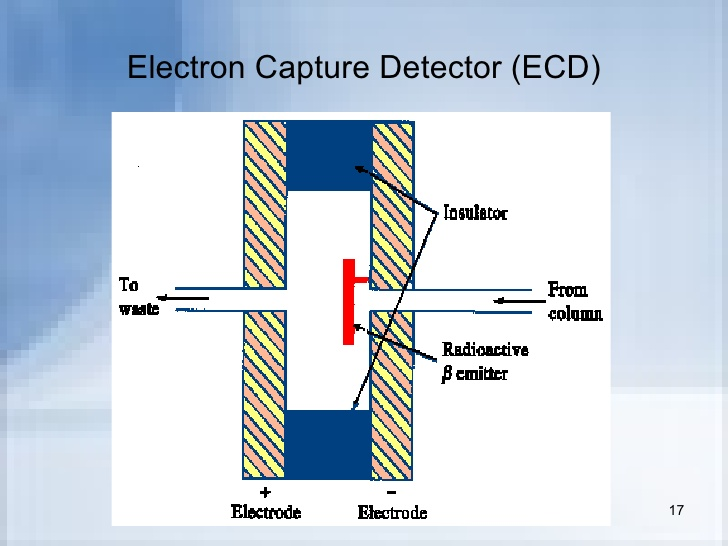 Electron Capture Detector (ECD)
Insulator
To
waste
From
column
Radioactive
β emitter
+
Electrode
−
Electrode
17